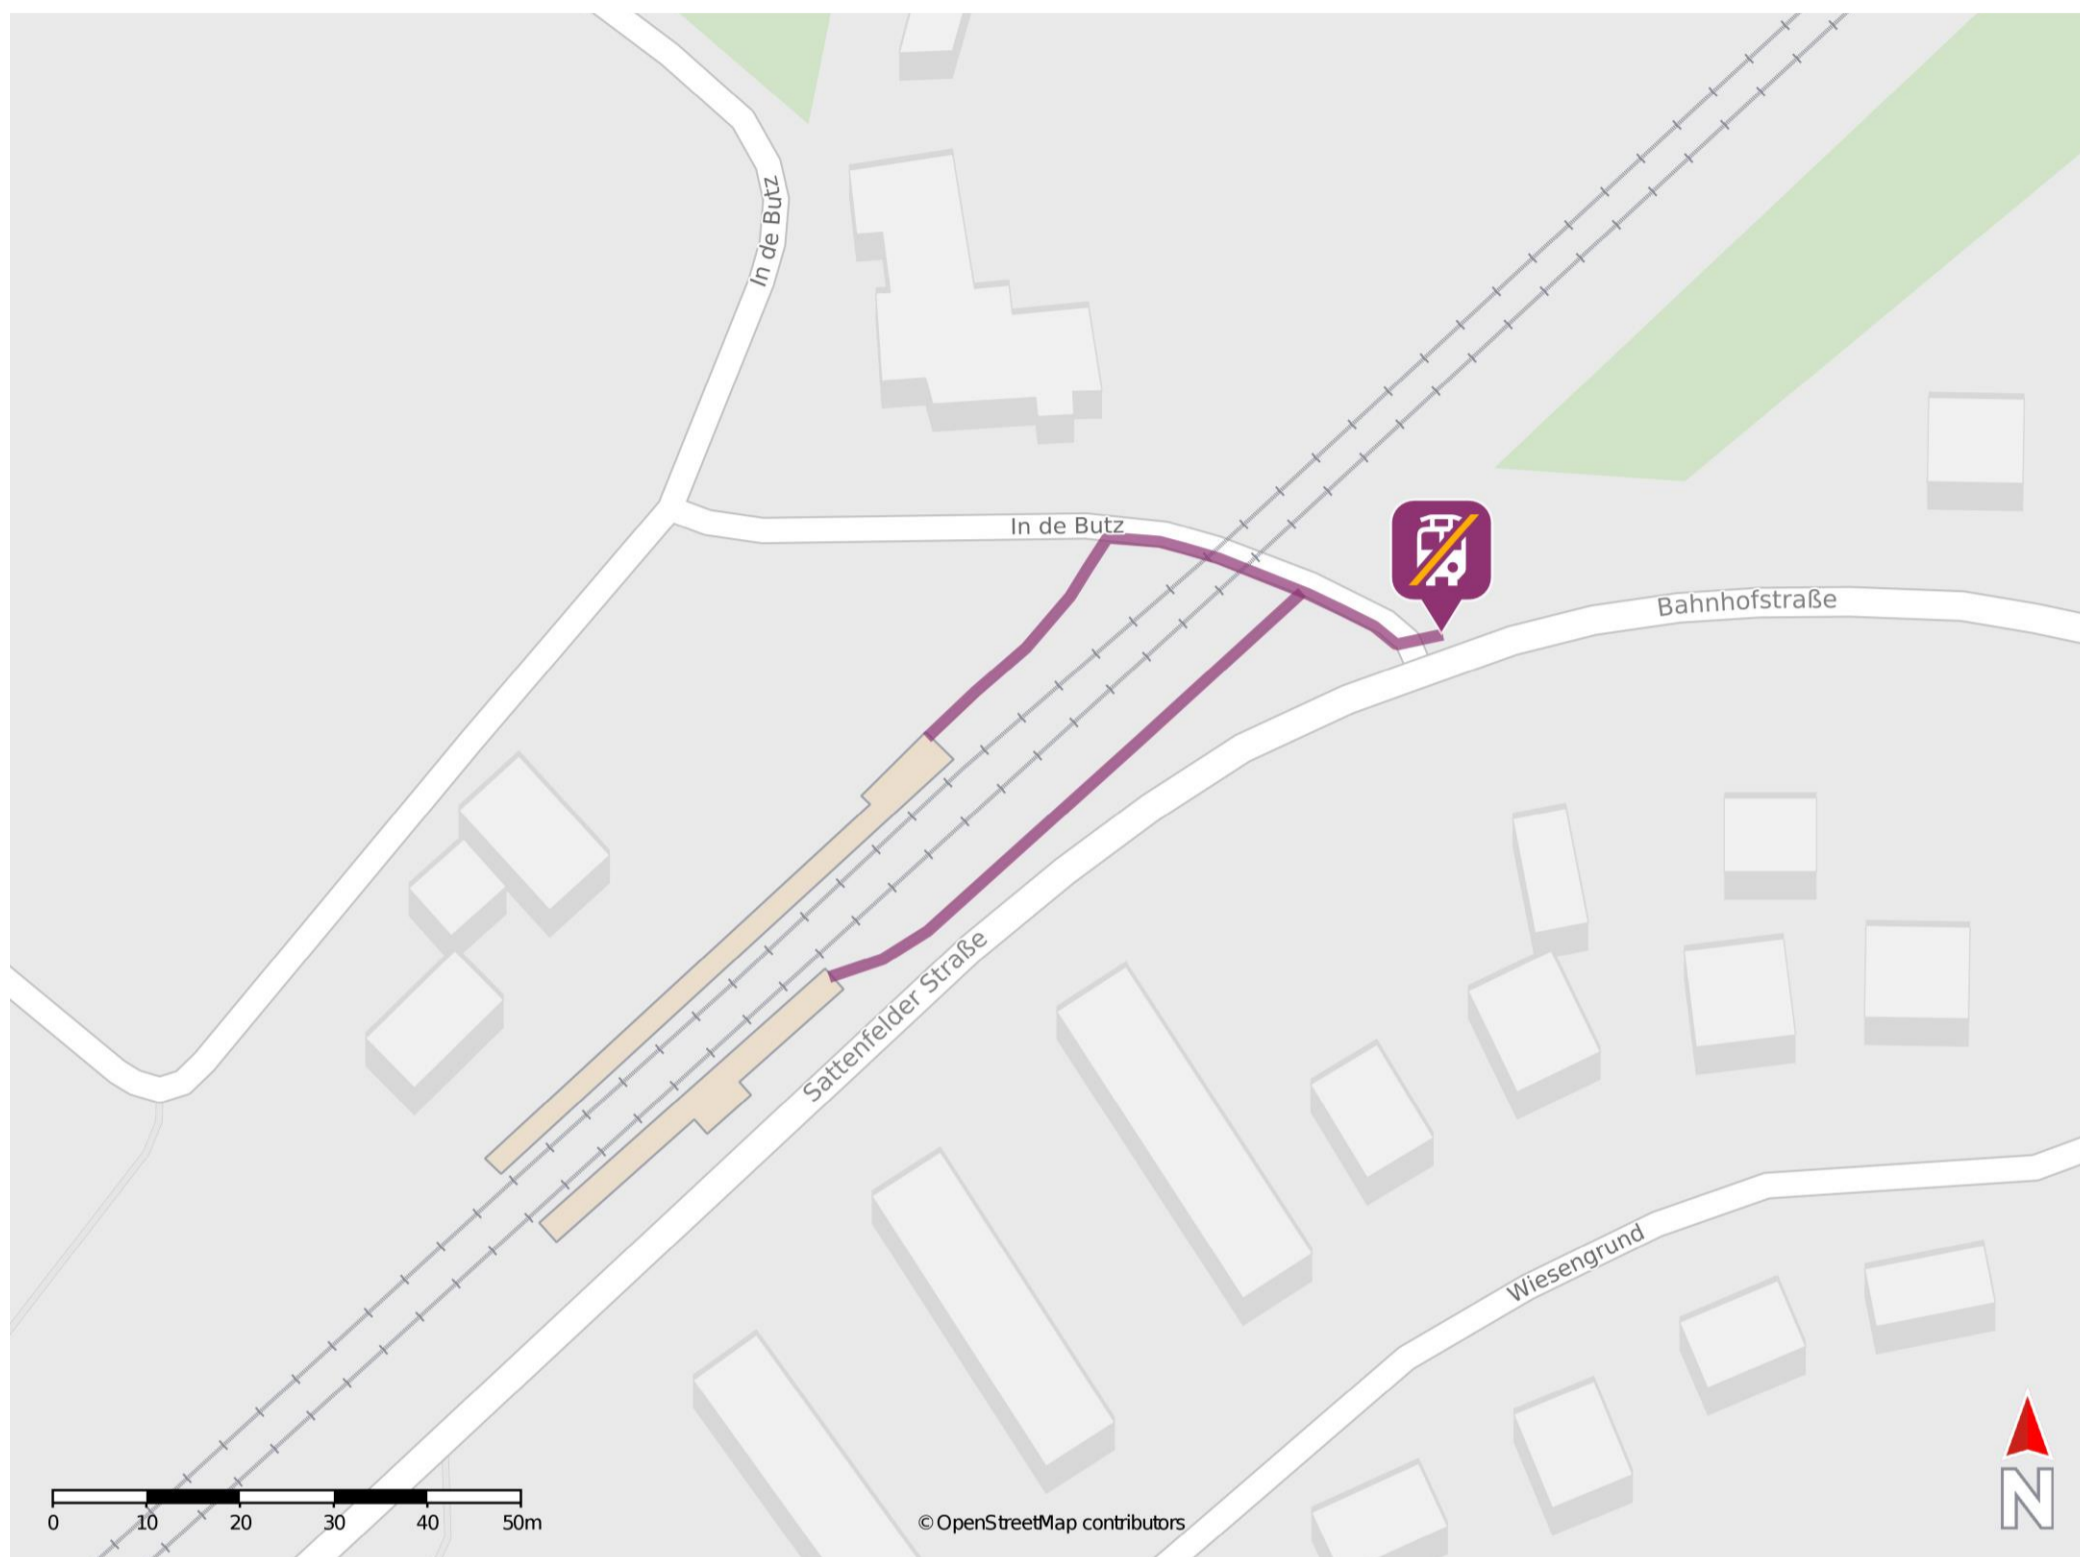 In de Butz
In de Butz
Bahnhofstraße
Sattenfelder Straße
Wiesengrund
0 10 20 30 40 50m
© OpenStreetMap contributors
N